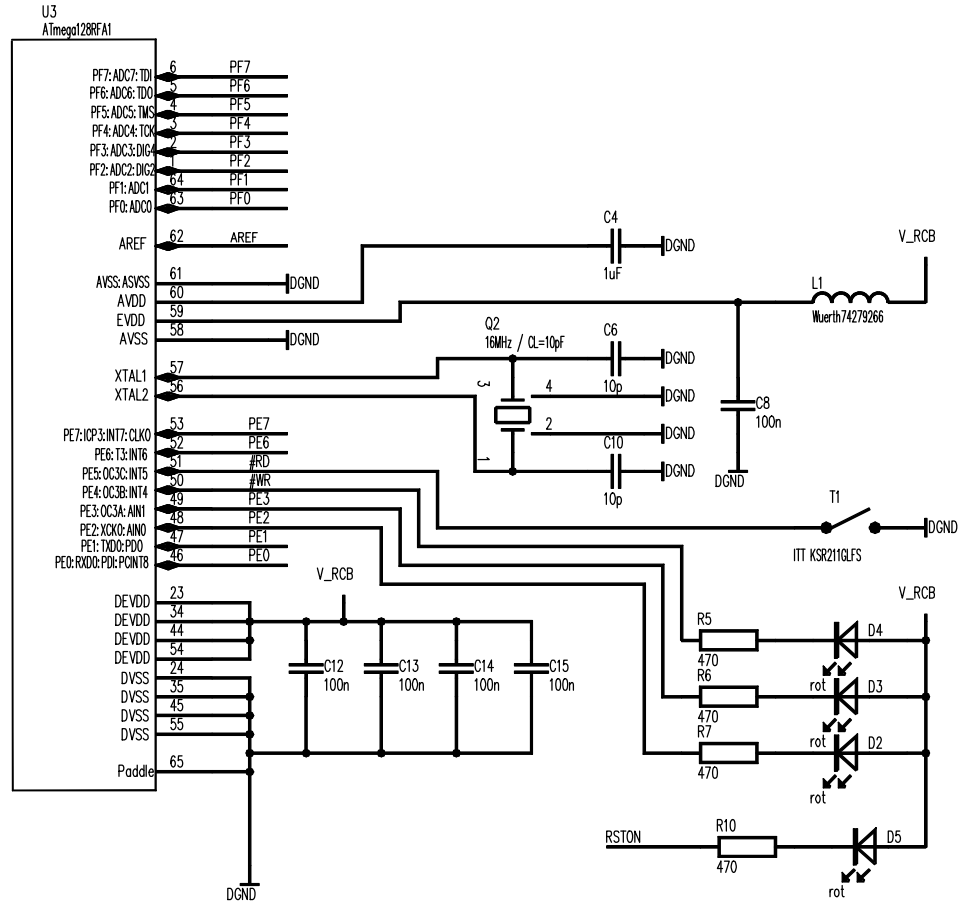 U3
ATmega128RFA1
PF7:ADC7:TDI 6 PF7
PF6:ADC6:TDO 5 PF6
PF5:ADC5:TMS 4 PF5
PF4:ADC4:TCK 3 PF4
PF3:ADC3:DIG4 2 PF3
PF2:ADC2:DIG2 1 PF2
PF1:ADC1 64 PF1
PF0:ADC0 63 PF0
AREF 62 AREF
C4
DGND
1uF
V_RCB
AVSS:ASVSS 61 DGND
AVDD 60
EVDD 59
AVSS 58 DGND
L1
Wuerth74279266
Q2
16MHz / CL=10pF
C6
DGND
10p
XTAL1 57
XTAL2 56
3
4 DGND
2 DGND
1
C10
DGND
10p
C8
100n
DGND
PE7:ICP3:INT7:CLKO 53 PE7
PE6:T3:INT6 52 PE6
PE5:OC3C:INT5 51 #RD
PE4:OC3B:INT4 50 #WR
PE3:OC3A:AIN1 49 PE3
PE2:XCK0:AIN0 48 PE2
PE1:TXD0:PDO 47 PE1
PE0:RXD0:PDI:PCINT8 46 PE0
T1
DGND
ITT KSR211GLFS
DEVDD 23
DEVDD 34
DEVDD 44
DEVDD 54
DVSS 24
DVSS 35
DVSS 45
DVSS 55
Paddle 65
DGND
V_RCB
C12
100n
C13
100n
C14
100n
C15
100n
V_RCB
R5
470
D4
rot
R6
470
D3
rot
R7
470
D2
rot
RSTON
R10
470
D5
rot